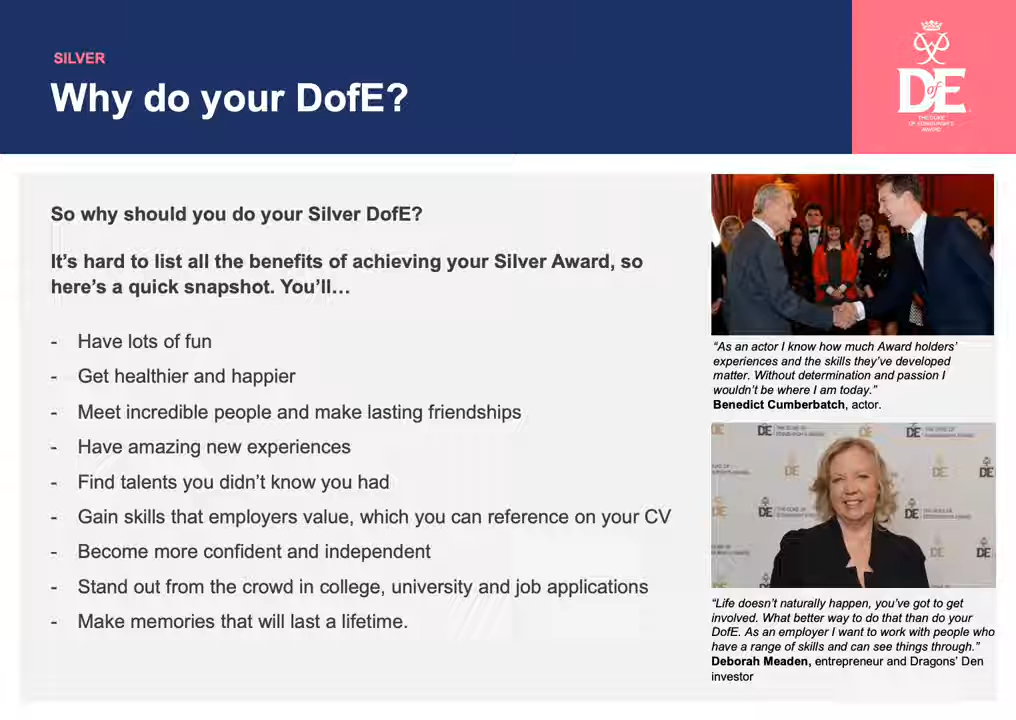 SILVER
Why do your DofE?
DofE
THE DUKE
OF EDINBURGH'S
AWARD
So why should you do your Silver DofE?
It’s hard to list all the benefits of achieving your Silver Award, so
here’s a quick snapshot. You’ll…
- Have lots of fun
- Get healthier and happier
- Meet incredible people and make lasting friendships
- Have amazing new experiences
- Find talents you didn’t know you had
- Gain skills that employers value, which you can reference on your CV
- Become more confident and independent
- Stand out from the crowd in college, university and job applications
- Make memories that will last a lifetime.
“As an actor I know how much Award holders’
experiences and the skills they’ve developed
matter. Without determination and passion I
wouldn’t be where I am today.”
Benedict Cumberbatch, actor.
“Life doesn’t naturally happen, you’ve got to get
involved. What better way to do that than do your
DofE. As an employer I want to work with people who
have a range of skills and can see things through.”
Deborah Meaden, entrepreneur and Dragons’ Den
investor